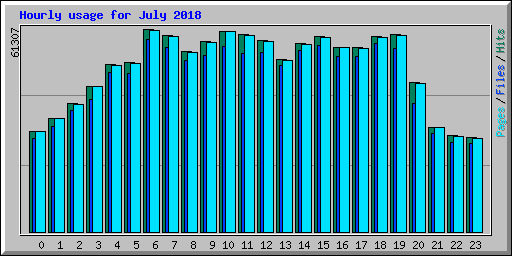 Hourly usage for July 2018
61307
Pages/Files/Hits
0 1 2 3 4 5 6 7 8 9 10 11 12 13 14 15 16 17 18 19 20 21 22 23